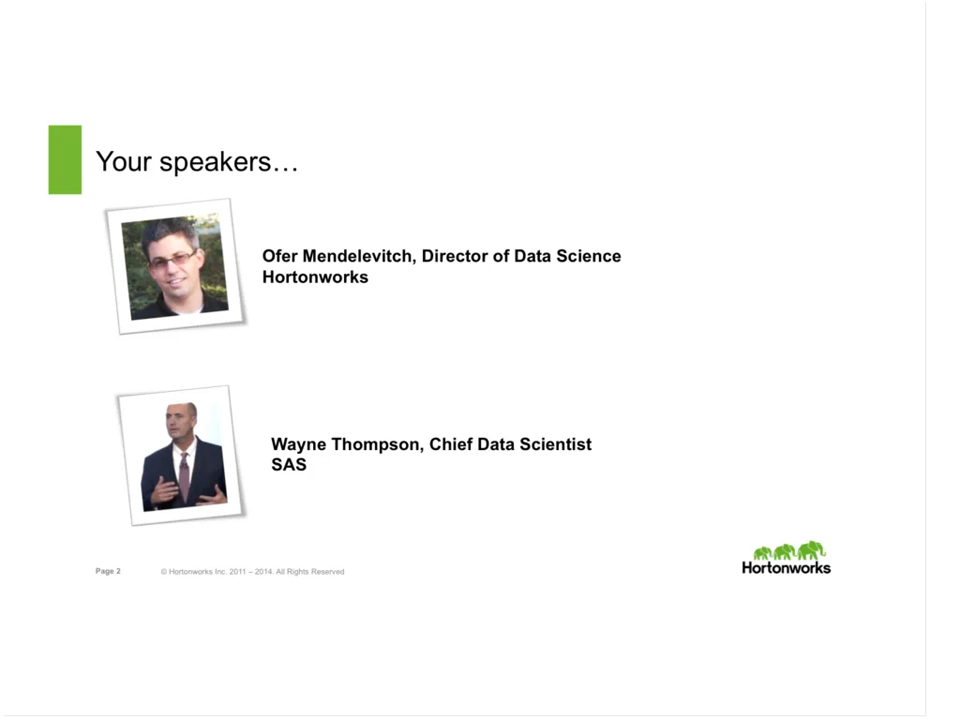 Your speakers…
Ofer Mendelevitch, Director of Data Science
Hortonworks
Wayne Thompson, Chief Data Scientist
SAS
Page 2
© Hortonworks Inc. 2011 – 2014. All Rights Reserved
Hortonworks